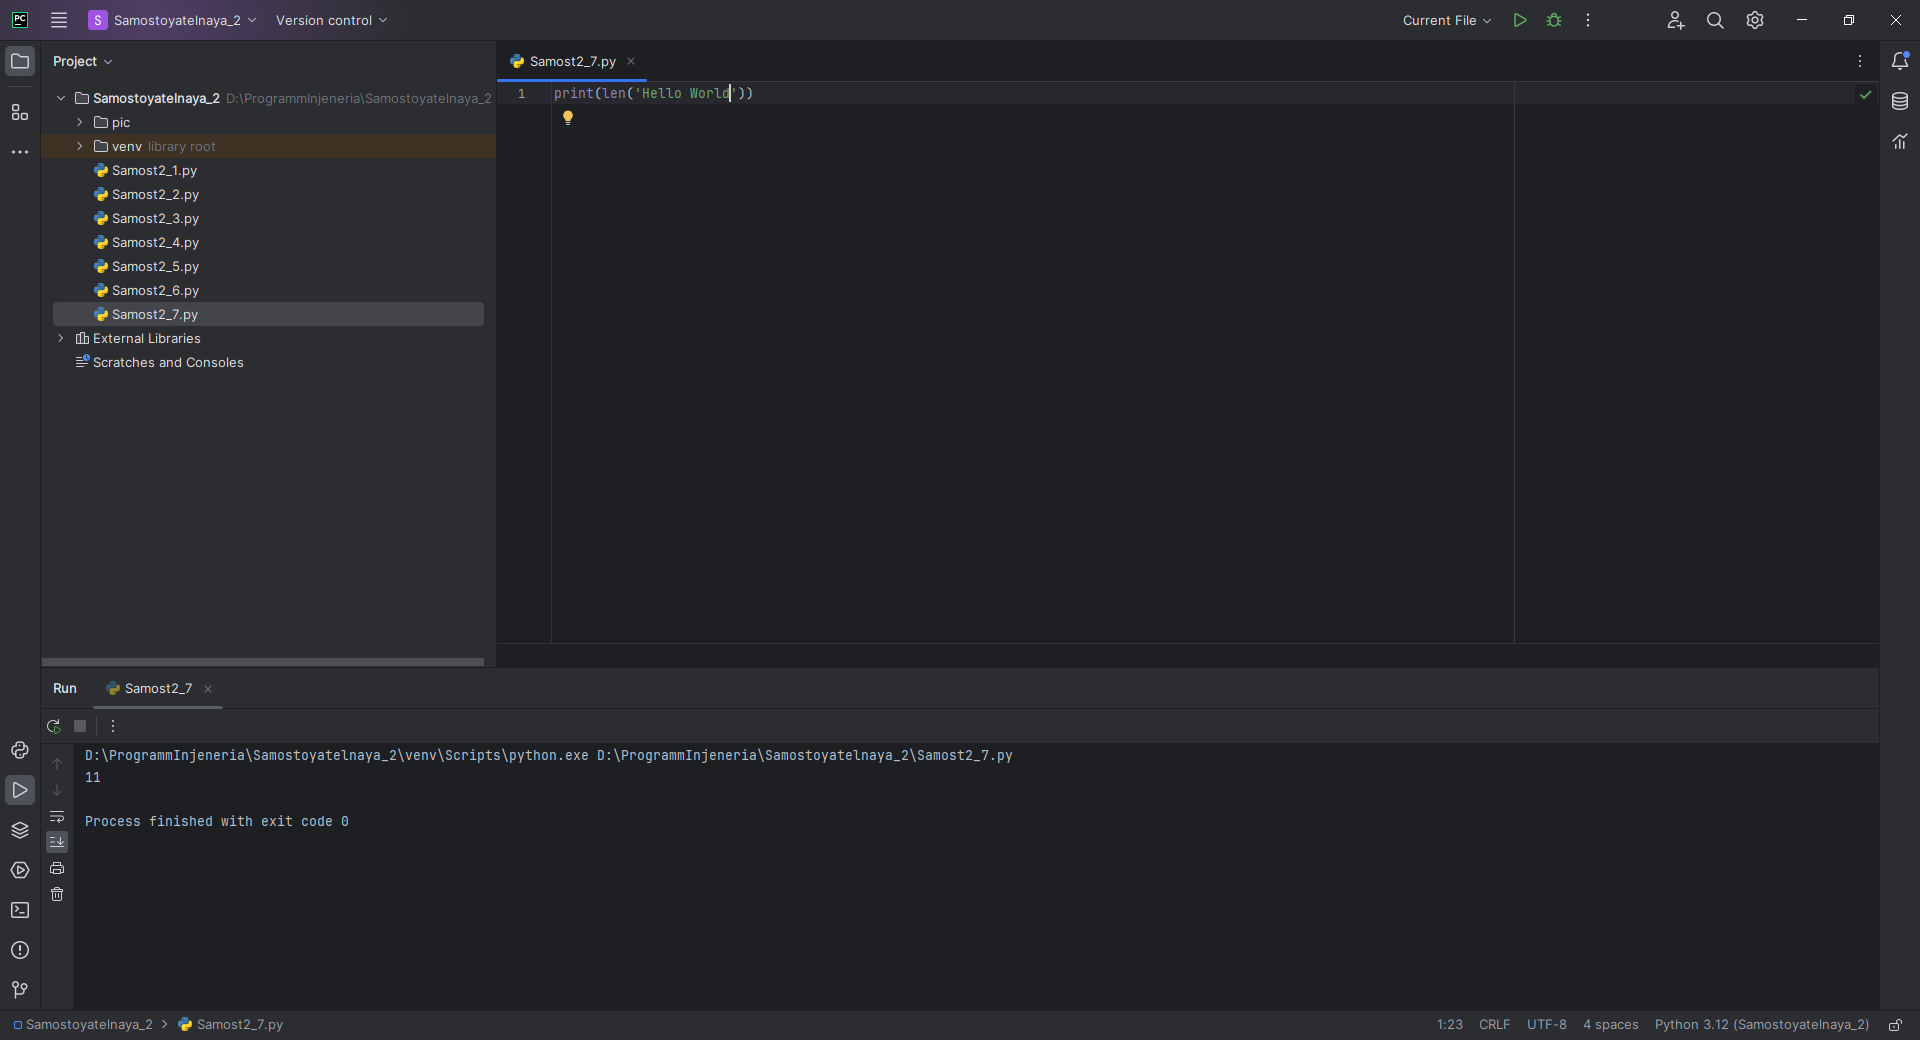 PC
S Samostoyatelnaya_2 Version control Current File
Project
Samostoyatelnaya_2 D:\ProgrammInjeneria\Samostoyatelnaya_2
pic
venv library root
Samost2_1.py
Samost2_2.py
Samost2_3.py
Samost2_4.py
Samost2_5.py
Samost2_6.py
Samost2_7.py
External Libraries
Scratches and Consoles
Samost2_7.py
1 print(len('Hello World'))
Run Samost2_7
D:\ProgrammInjeneria\Samostoyatelnaya_2\venv\Scripts\python.exe D:\ProgrammInjeneria\Samostoyatelnaya_2\Samost2_7.py
11
Process finished with exit code 0
Samostoyatelnaya_2 > Samost2_7.py 1:23 CRLF UTF-8 4 spaces Python 3.12 (Samostoyatelnaya_2)